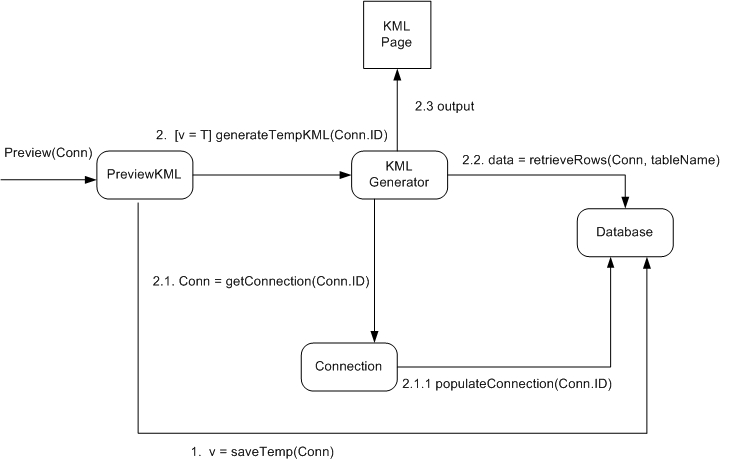 KML
Page
2.3 output
2. [v = T] generateTempKML(Conn.ID)
Preview(Conn)
PreviewKML
KML
Generator
2.2. data = retrieveRows(Conn, tableName)
Database
2.1. Conn = getConnection(Conn.ID)
Connection
2.1.1 populateConnection(Conn.ID)
1. v = saveTemp(Conn)